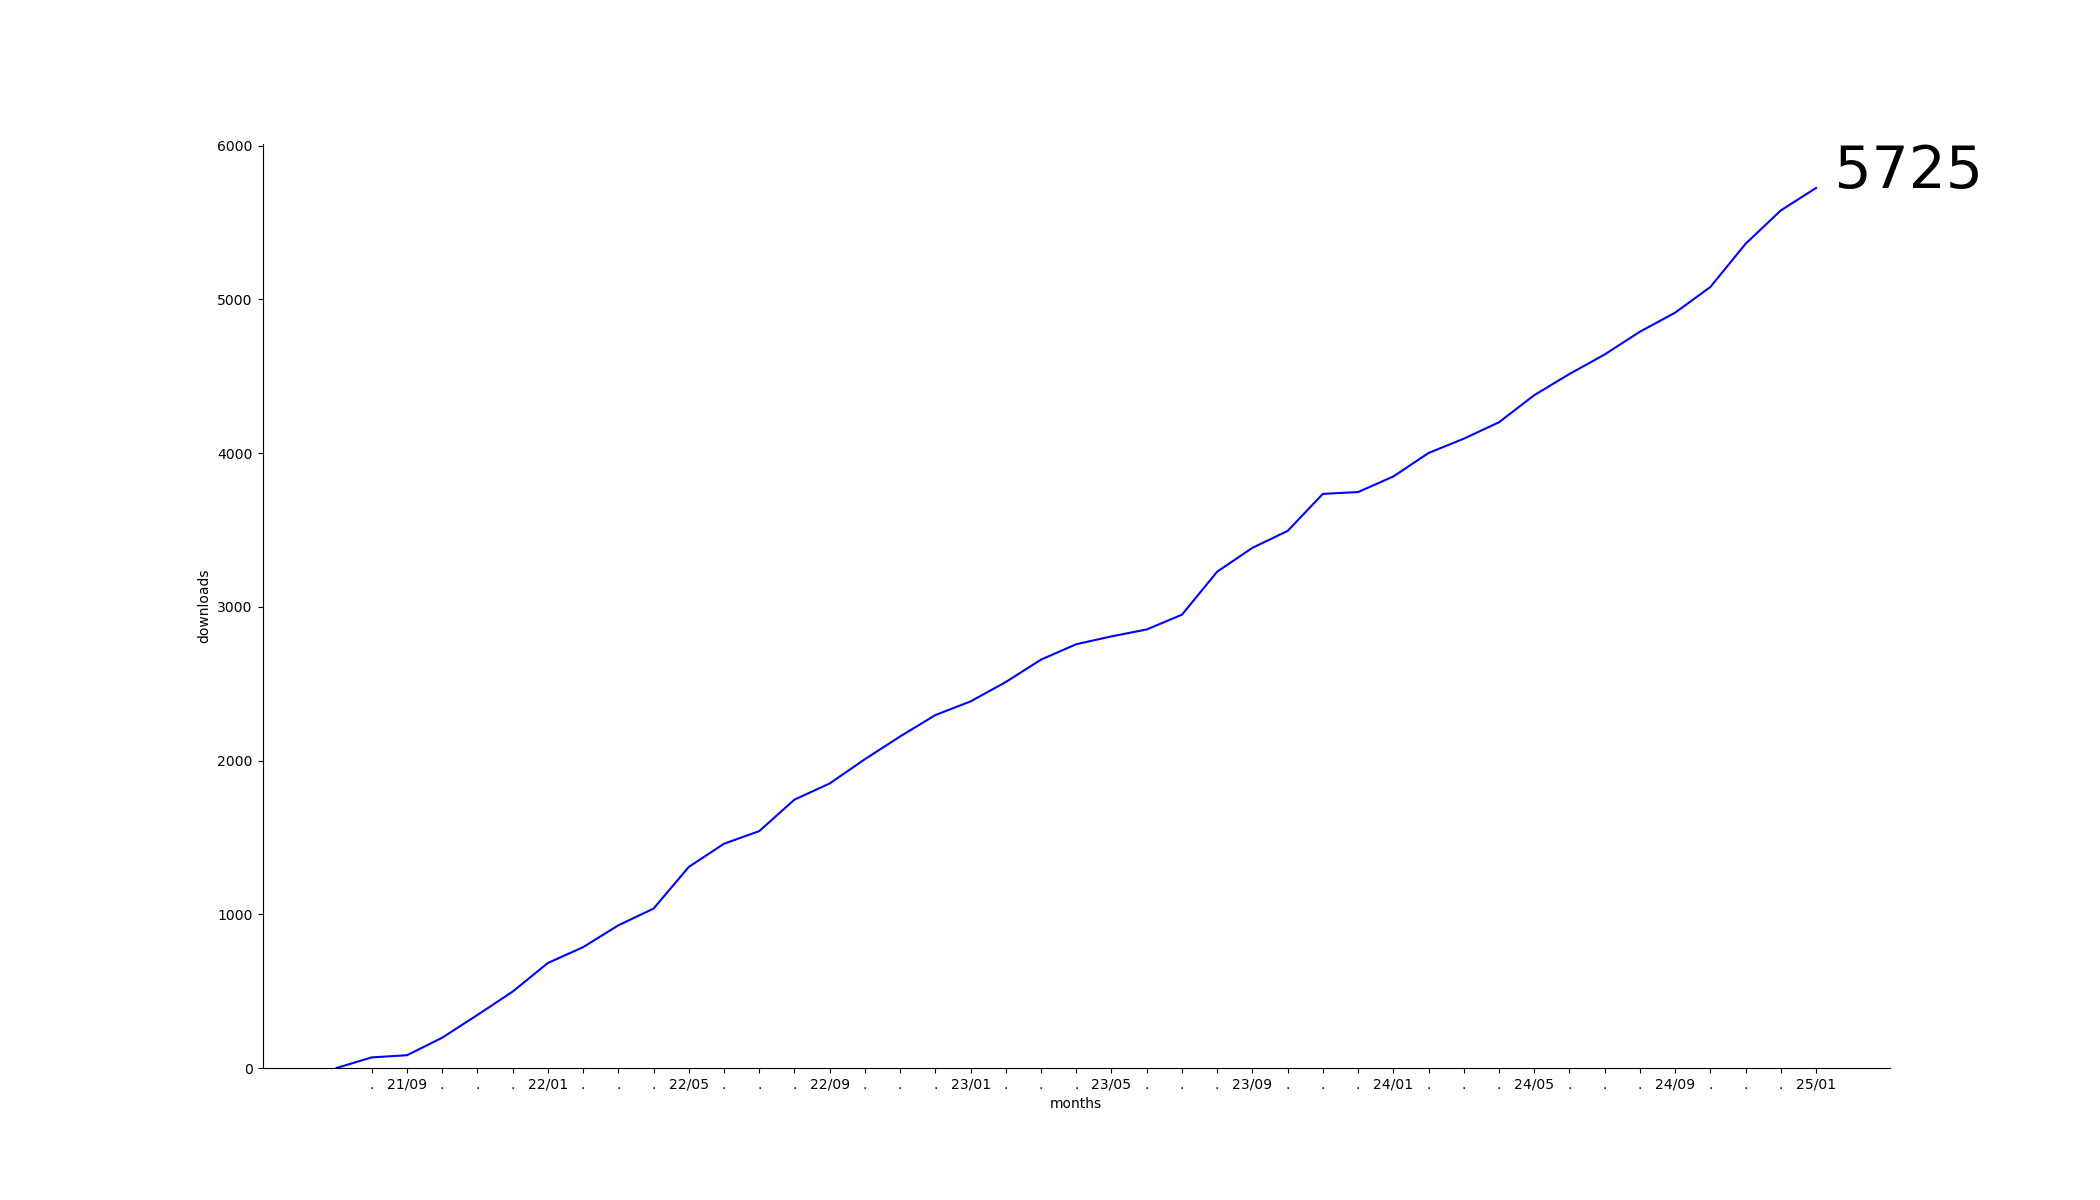 5725
6000
5000
4000
3000
2000
1000
0
downloads
. 21/09 . . . 22/01 . . . 22/05 . . . 22/09 . . . 23/01 . . . 23/05 . . . 23/09 . . . 24/01 . . . 24/05 . . . 24/09 . . . 25/01
months